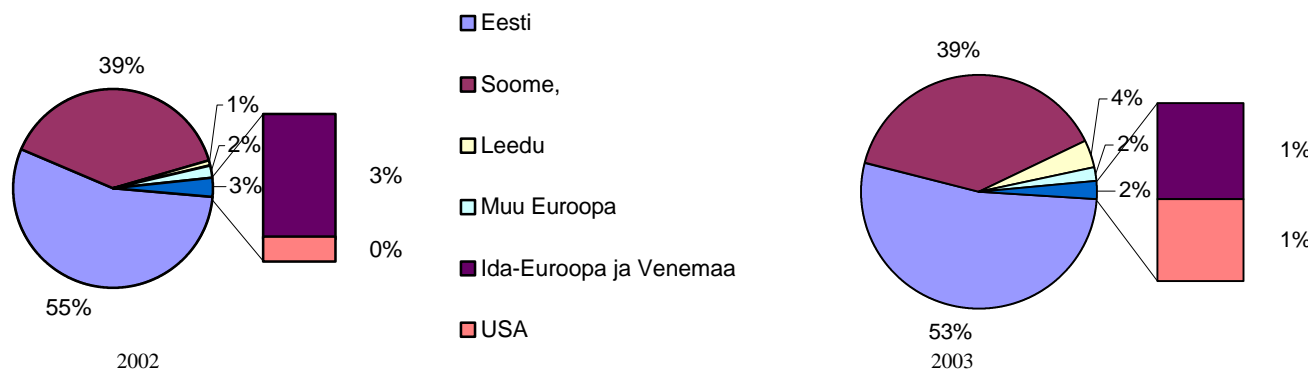 39%
1%
2%
3%
3%
0%
55%
2002
Eesti
Soome,
Leedu
Muu Euroopa
Ida-Euroopa ja Venemaa
USA
39%
4%
2%
2%
1%
1%
53%
2003